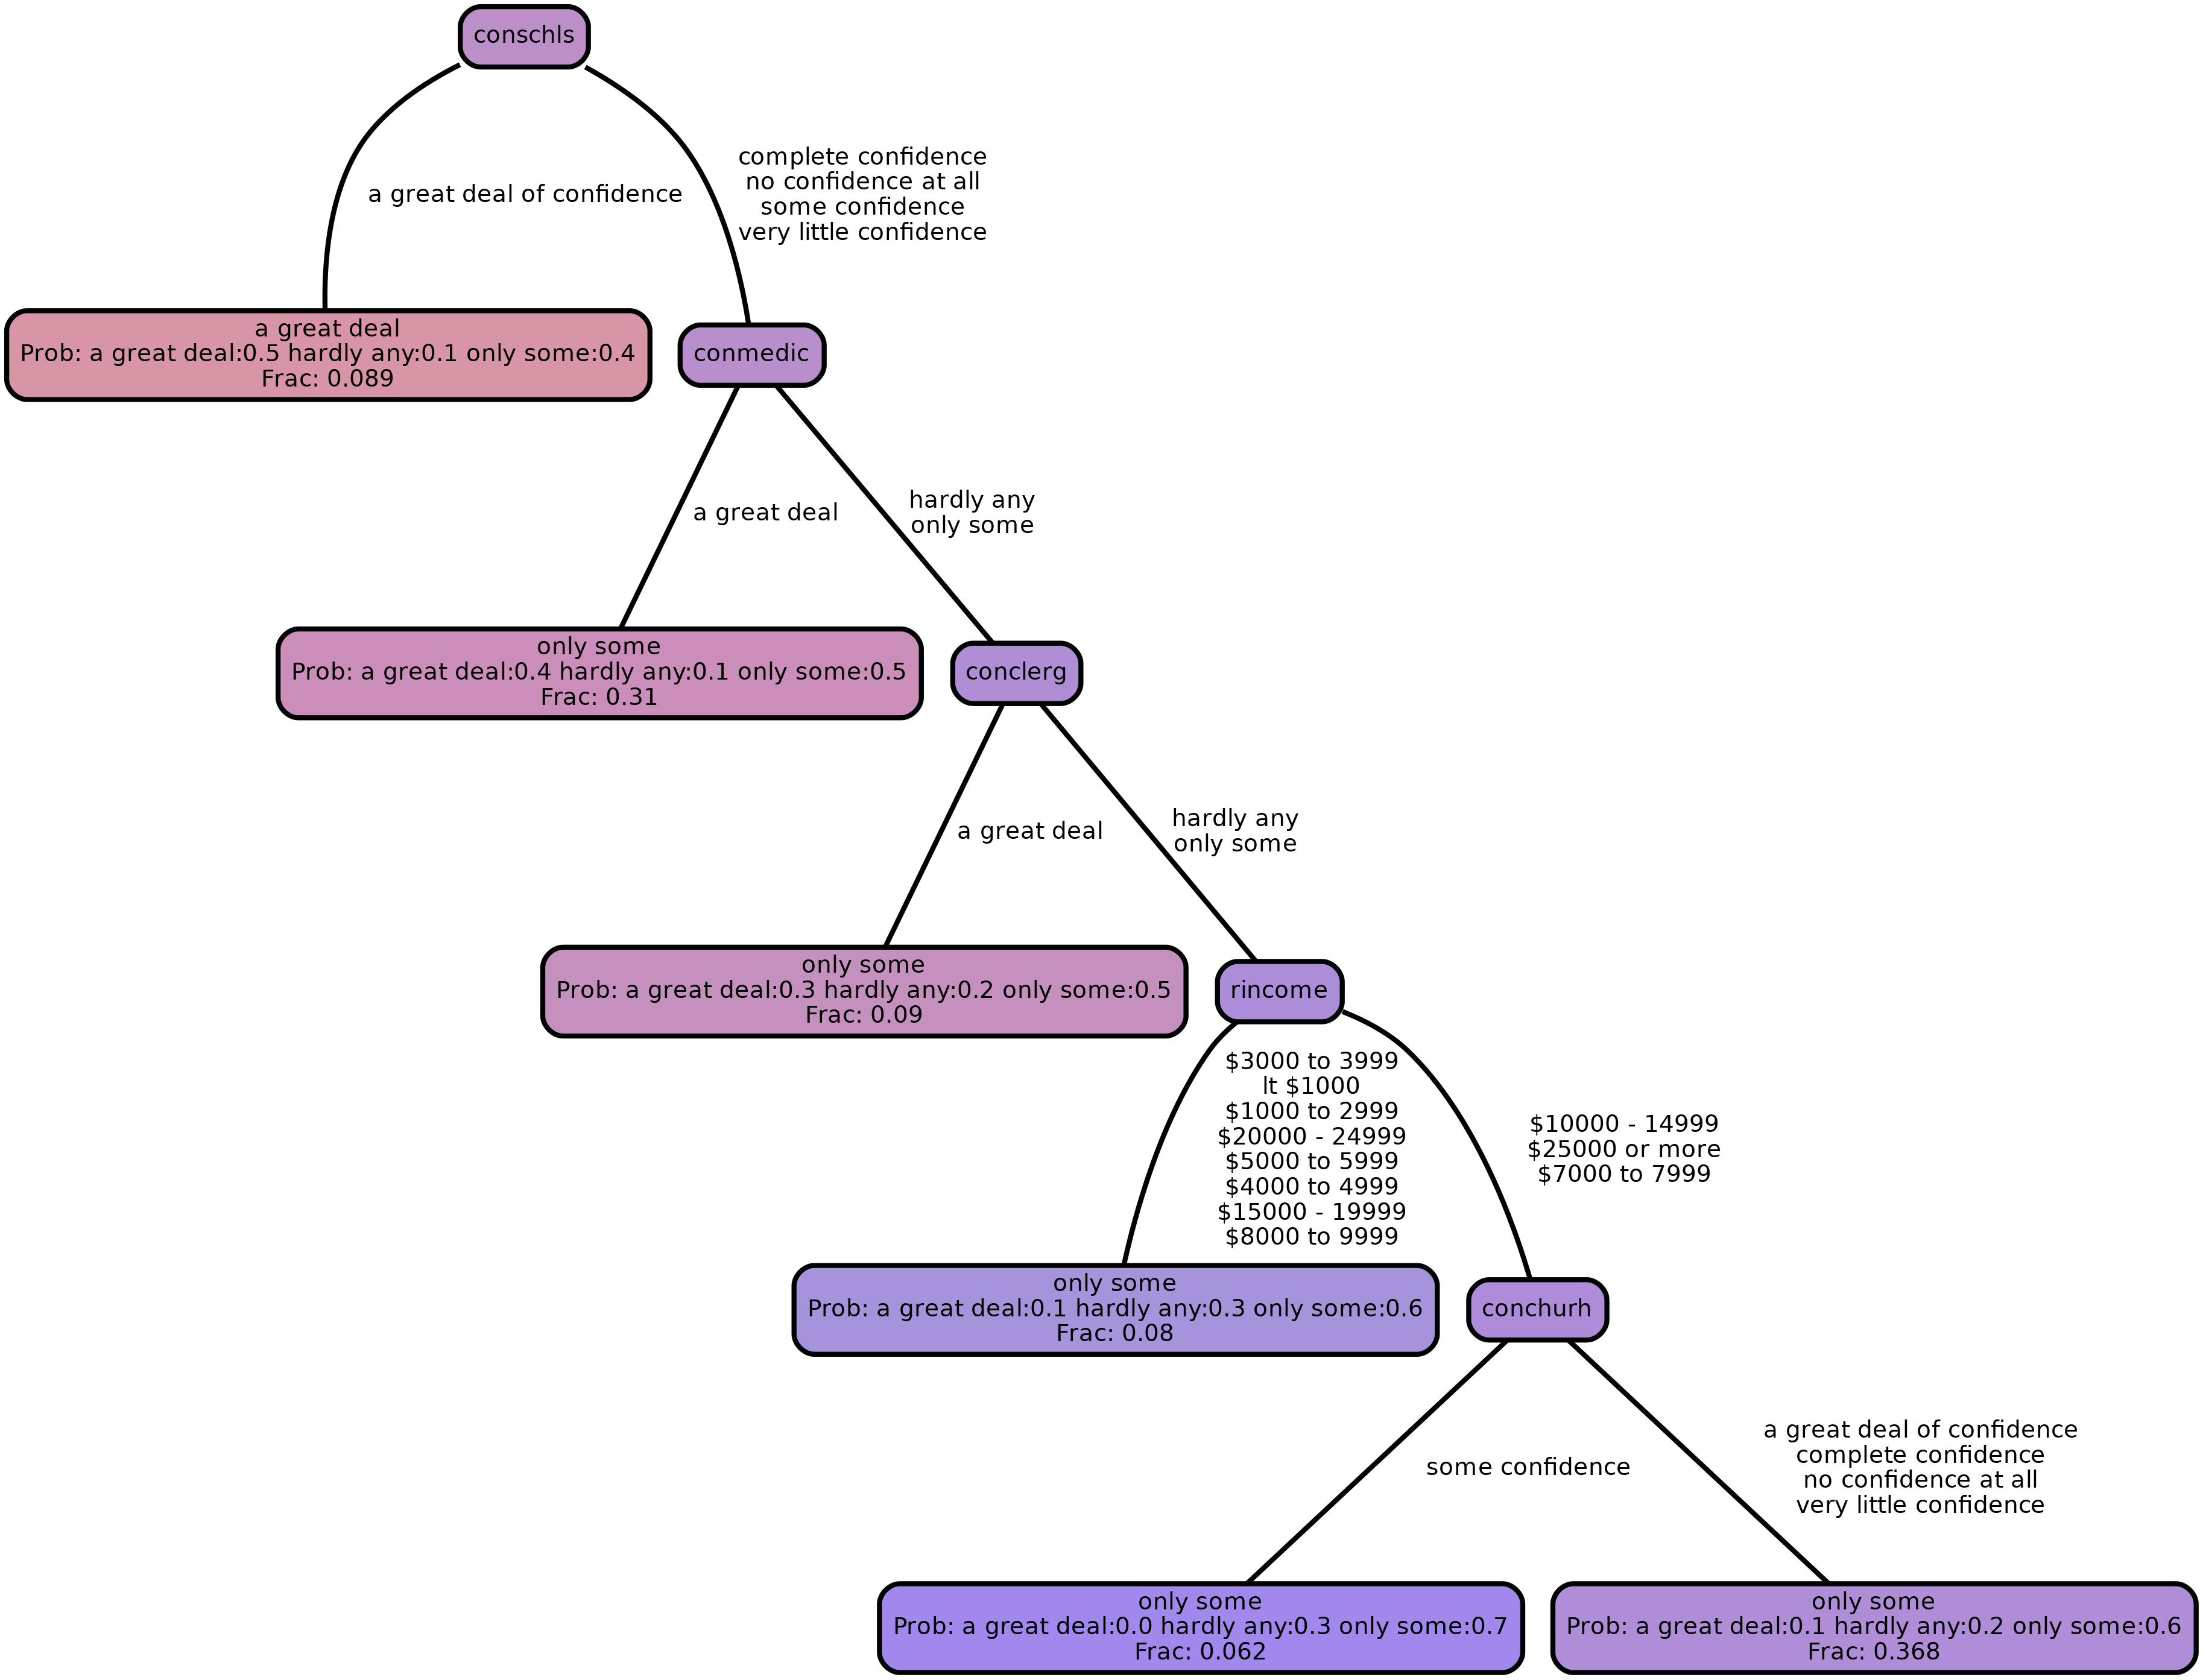 conschls
a great deal of confidence
complete confidence
no confidence at all
some confidence
very little confidence
a great deal
Prob: a great deal:0.5 hardly any:0.1 only some:0.4
Frac: 0.089
conmedic
a great deal
hardly any
only some
only some
Prob: a great deal:0.4 hardly any:0.1 only some:0.5
Frac: 0.31
conclerg
a great deal
hardly any
only some
only some
Prob: a great deal:0.3 hardly any:0.2 only some:0.5
Frac: 0.09
rincome
$3000 to 3999
lt $1000
$1000 to 2999
$20000 - 24999
$5000 to 5999
$4000 to 4999
$15000 - 19999
$8000 to 9999
$10000 - 14999
$25000 or more
$7000 to 7999
only some
Prob: a great deal:0.1 hardly any:0.3 only some:0.6
Frac: 0.08
conchurh
some confidence
a great deal of confidence
complete confidence
no confidence at all
very little confidence
only some
Prob: a great deal:0.0 hardly any:0.3 only some:0.7
Frac: 0.062
only some
Prob: a great deal:0.1 hardly any:0.2 only some:0.6
Frac: 0.368